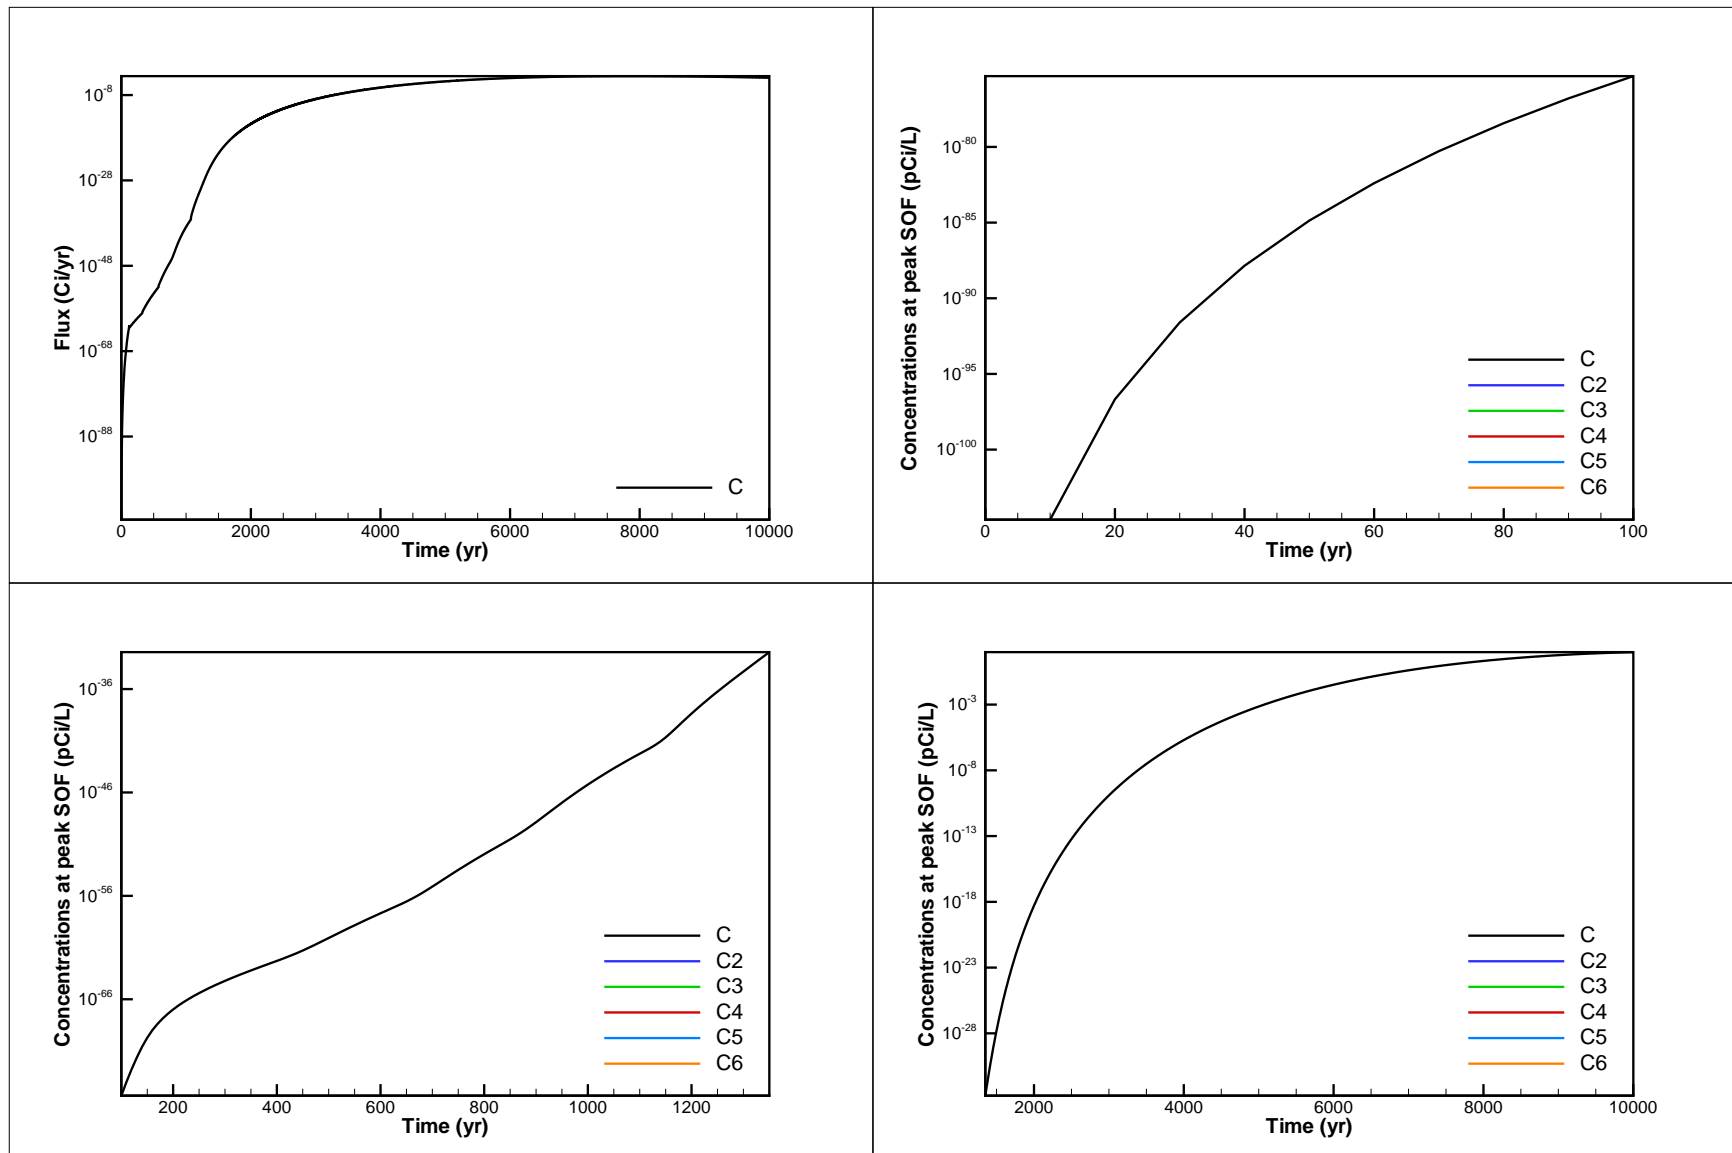 Flux (Ci/yr)
10^-8
10^-28
10^-48
10^-68
10^-88
C
0 2000 4000 6000 8000 10000
Time (yr)
Concentrations at peak SOF (pCi/L)
10^-80
10^-85
10^-90
10^-95
10^-100
C
C2
C3
C4
C5
C6
0 20 40 60 80 100
Time (yr)
Concentrations at peak SOF (pCi/L)
10^-36
10^-46
10^-56
10^-66
C
C2
C3
C4
C5
C6
200 400 600 800 1000 1200
Time (yr)
Concentrations at peak SOF (pCi/L)
10^-3
10^-8
10^-13
10^-18
10^-23
10^-28
C
C2
C3
C4
C5
C6
2000 4000 6000 8000 10000
Time (yr)